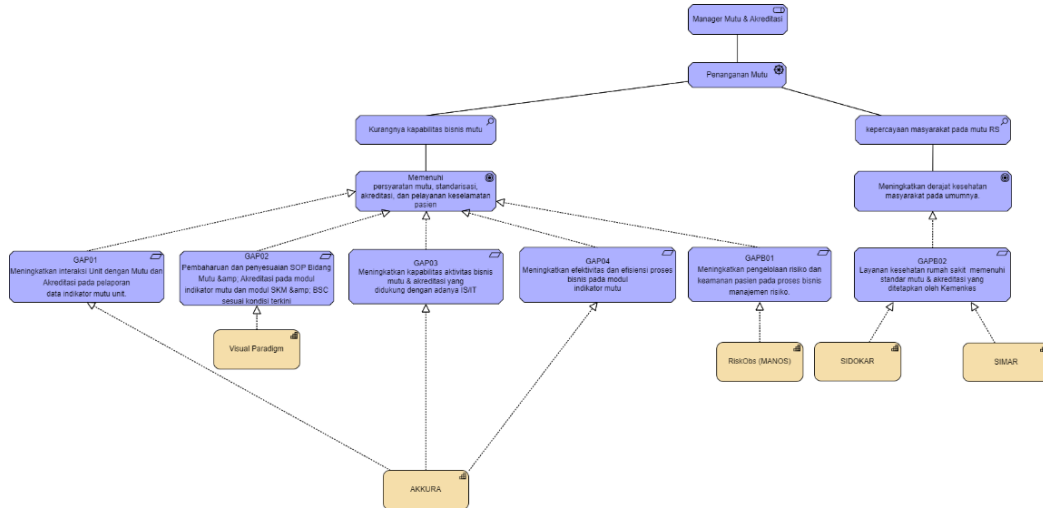 Manager Mutu & Akreditasi
Penanganan Mutu
Kurangnya kapabilitas bisnis mutu
kepercayaan masyarakat pada mutu RS
Memenuhi
persyaratan mutu, standarisasi,
akreditasi, dan pelayanan keselamatan
pasien
Meningkatkan derajat kesehatan
masyarakat pada umumnya.
GAP01
Meningkatkan interaksi Unit dengan Mutu dan
Akreditasi pada pelaporan
data indikator mutu unit.
GAP02
Pembaharuan dan penyesuaian SOP Bidang
Mutu &amp; Akreditasi pada modul
indikator mutu dan modul SKM &amp; BSC
sesuai kondisi terkini
GAP03
Meningkatkan kapabilitas aktivitas bisnis
mutu & akreditasi yang
didukung dengan adanya IS/IT
GAP04
Meningkatkan efektivitas dan efisiensi proses
bisnis pada modul
indikator mutu
GAPB01
Meningkatkan pengelolaan risiko dan
keamanan pasien pada proses bisnis
manajemen risiko.
GAPB02
Layanan kesehatan rumah sakit memenuhi
standar mutu & akreditasi yang
ditetapkan oleh Kemenkes
Visual Paradigm
RiskObs (MANOS)
SIDOKAR
SIMAR
AKKURA